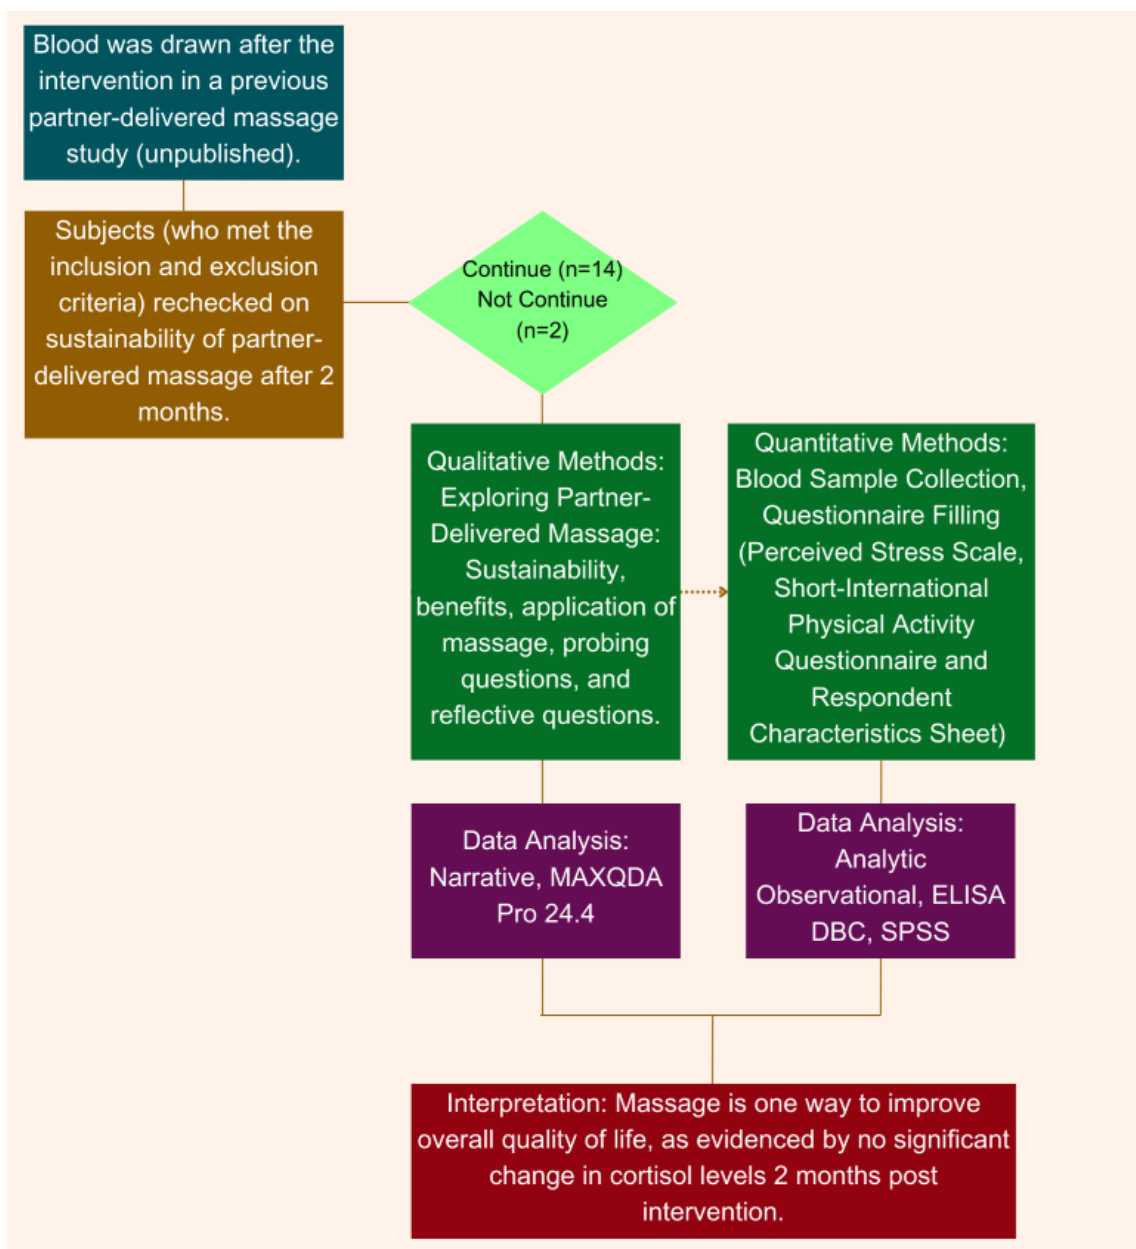 Blood was drawn after the
intervention in a previous
partner-delivered massage
study (unpublished).
Subjects (who met the
inclusion and exclusion
criteria) rechecked on
sustainability of partner-
delivered massage after 2
months.
Continue (n=14)
Not Continue
(n=2)
Qualitative Methods:
Exploring Partner-
Delivered Massage:
Sustainability,
benefits, application of
massage, probing
questions, and
reflective questions.
Quantitative Methods:
Blood Sample Collection,
Questionnaire Filling
(Perceived Stress Scale,
Short-International
Physical Activity
Questionnaire and
Respondent
Characteristics Sheet)
Data Analysis:
Narrative, MAXQDA
Pro 24.4
Data Analysis:
Analytic
Observational, ELISA
DBC, SPSS
Interpretation: Massage is one way to improve
overall quality of life, as evidenced by no significant
change in cortisol levels 2 months post
intervention.